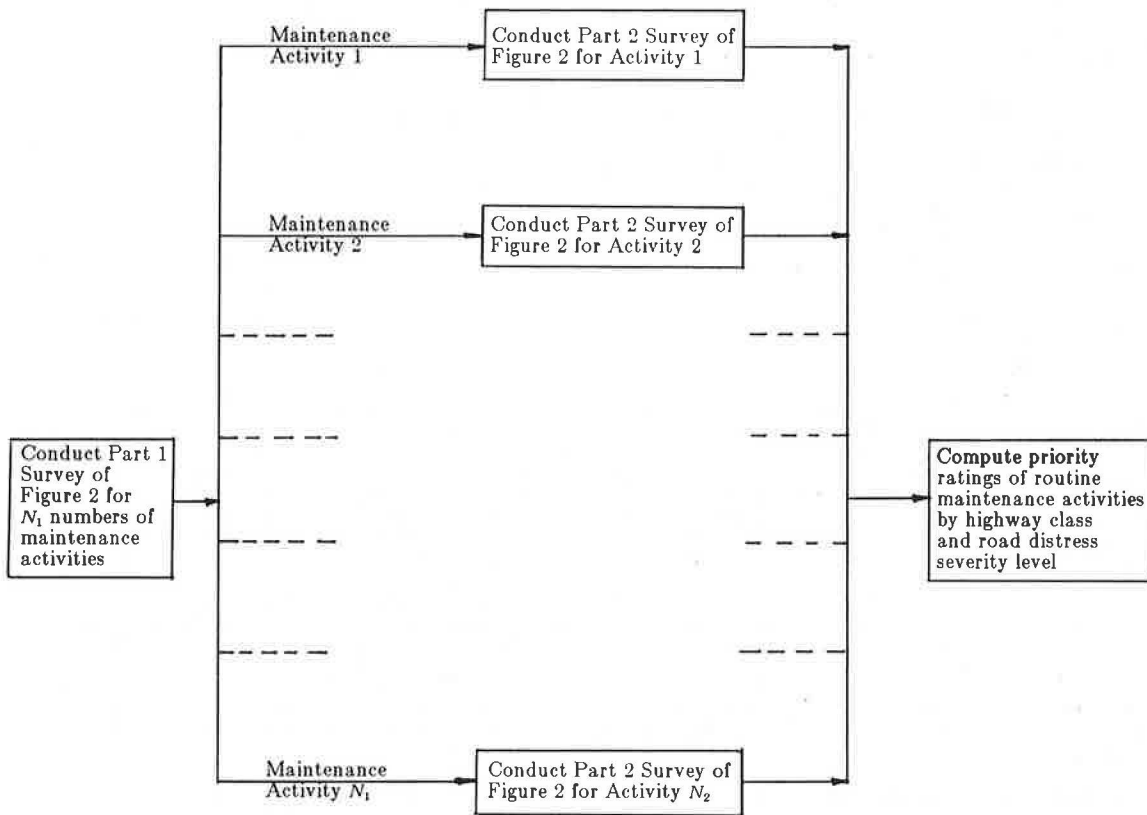 Maintenance
Activity 1
Conduct Part 2 Survey of
Figure 2 for Activity 1
Maintenance
Activity 2
Conduct Part 2 Survey of
Figure 2 for Activity 2
Conduct Part 1
Survey of
Figure 2 for
N₁ numbers of
maintenance
activities
Compute priority
ratings of routine
maintenance activities
by highway class
and road distress
severity level
Maintenance
Activity N₁
Conduct Part 2 Survey of
Figure 2 for Activity N₂